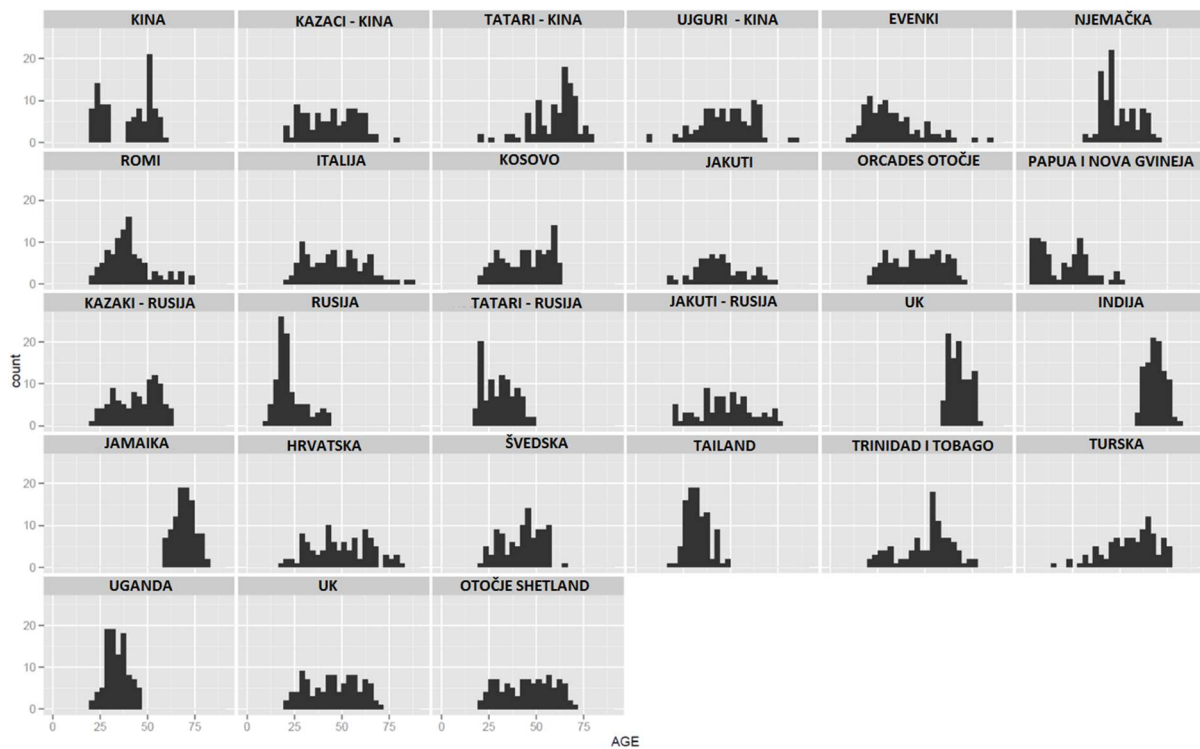 KINA
KAZACI - KINA
TATARI - KINA
UJGURI - KINA
EVENKI
NJEMAČKA
20
10
0
ROMI
ITALIJA
KOSOVO
JAKUTI
ORCADES OTOČJE
PAPUA I NOVA GVINEJA
20
10
0
KAZAKI - RUSIJA
RUSIJA
TATARI - RUSIJA
JAKUTI - RUSIJA
UK
INDIJA
count
20
10
0
JAMAIKA
HRVATSKA
ŠVEDSKA
TAILAND
TRINIDAD I TOBAGO
TURSKA
20
10
0
UGANDA
UK
OTOČJE SHETLAND
20
10
0
0 25 50 75 0 25 50 75 0 25 50 75
AGE